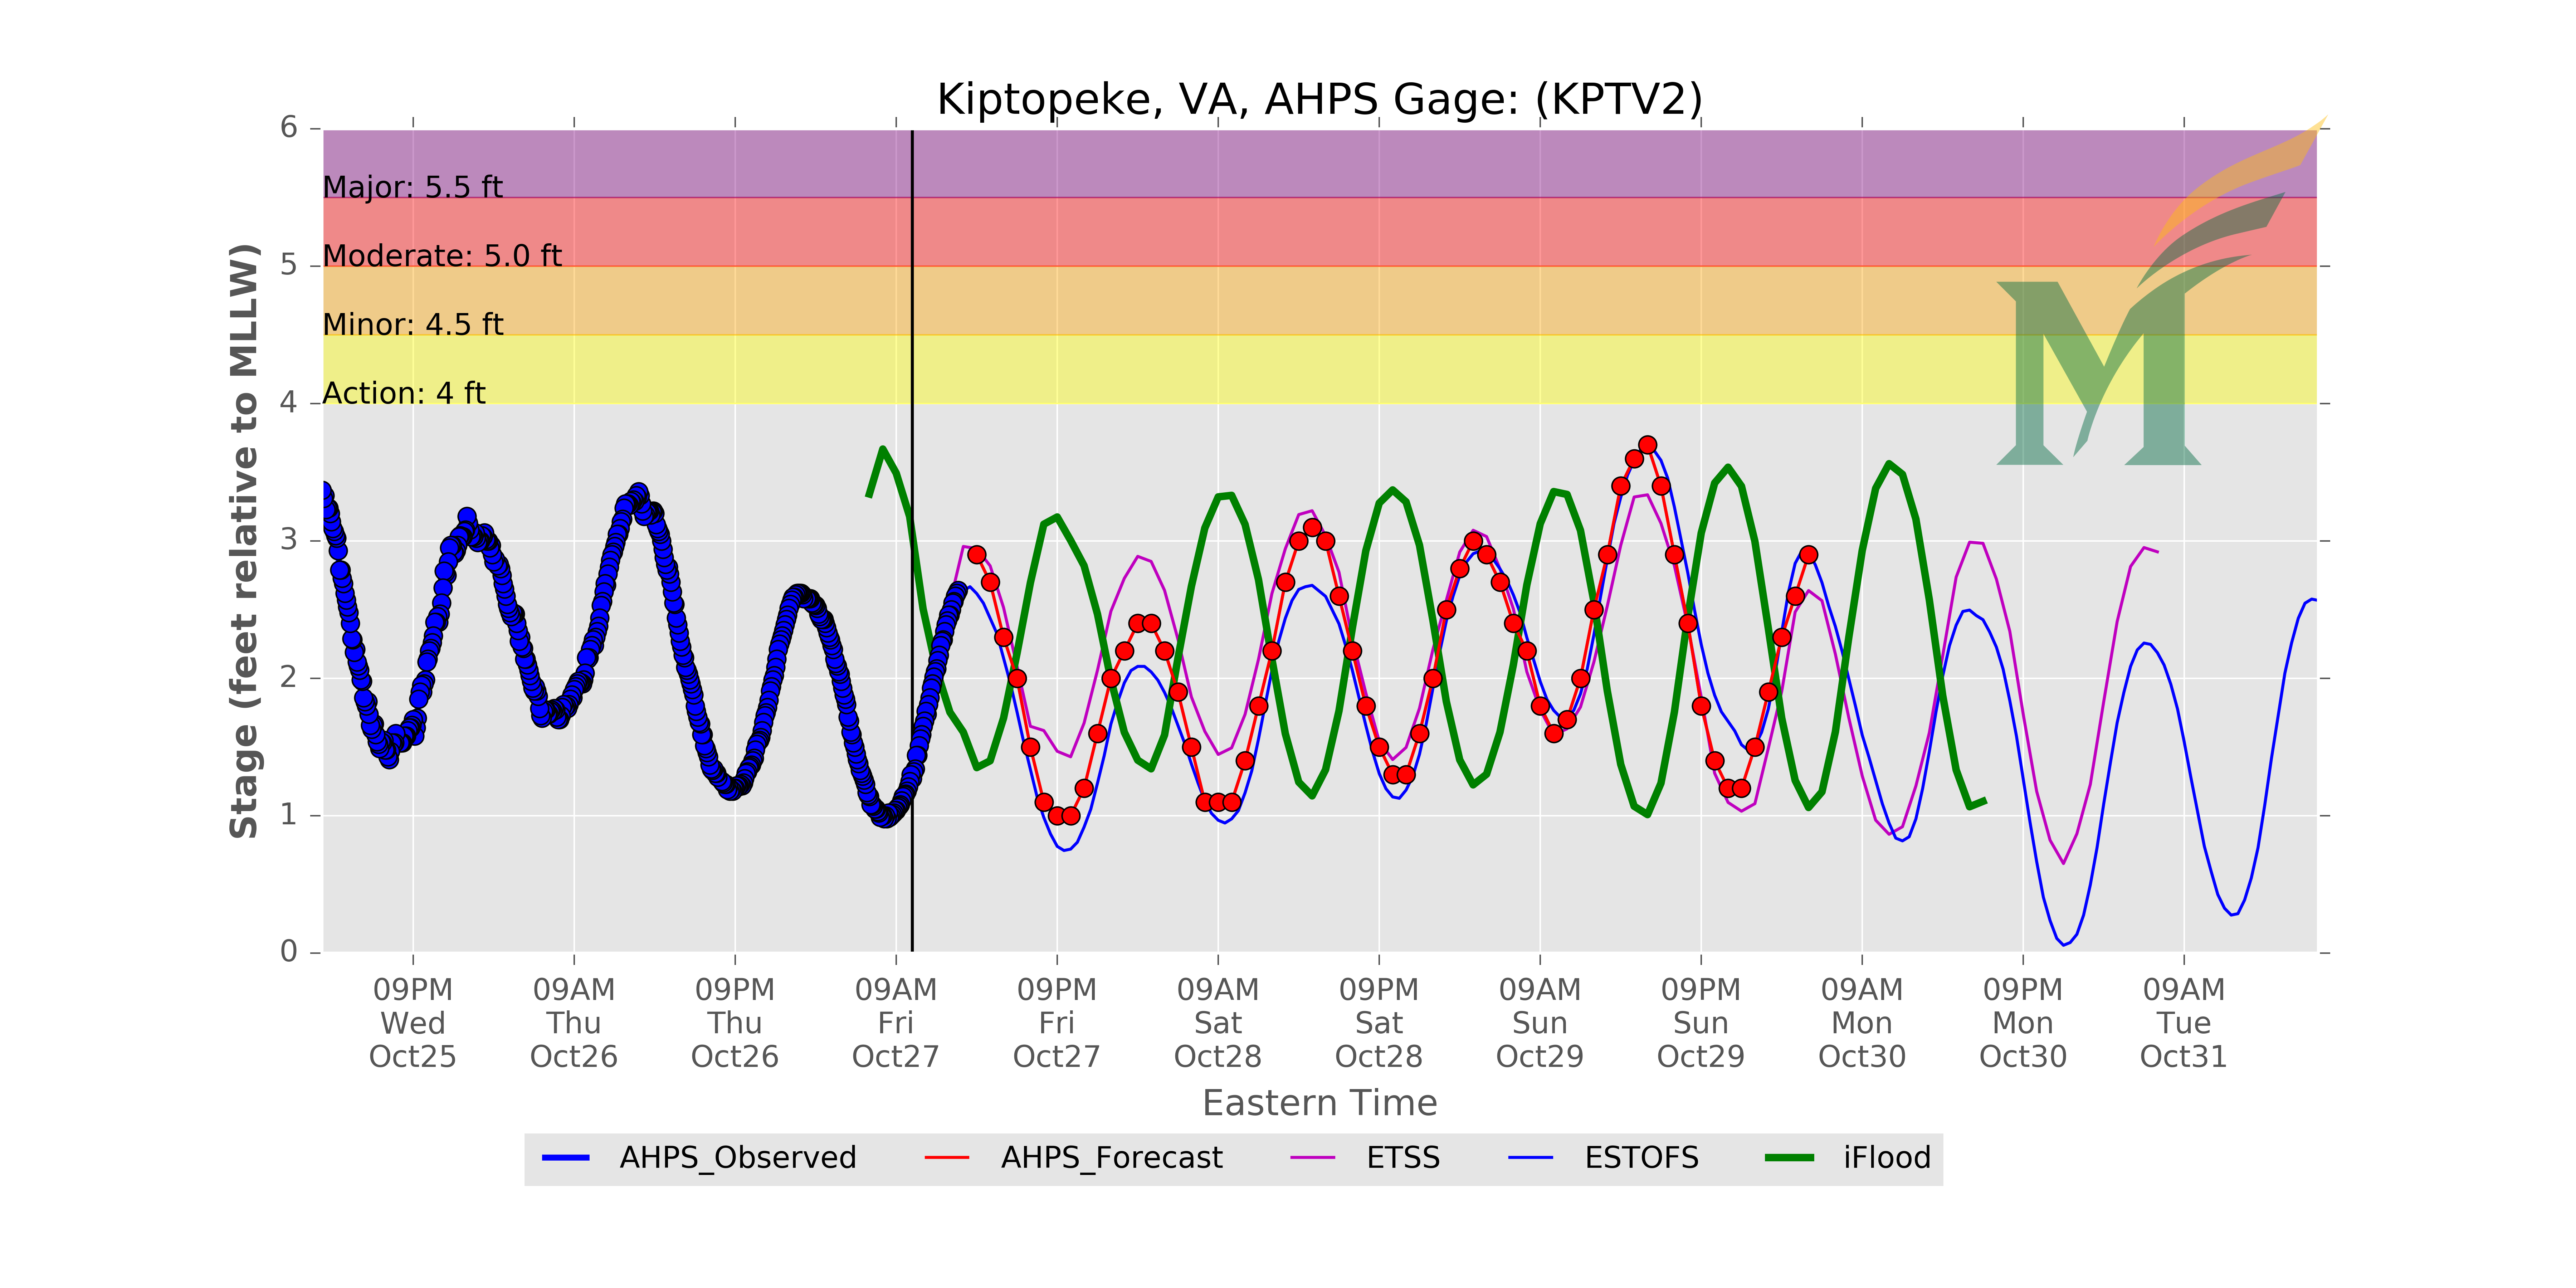 Kiptopeke, VA, AHPS Gage: (KPTV2)
Stage (feet relative to MLLW)
6
5
4
3
2
1
0
Major: 5.5 ft
Moderate: 5.0 ft
Minor: 4.5 ft
Action: 4 ft
M
09PM 09AM 09PM 09AM 09PM 09AM 09PM 09AM 09PM 09AM 09PM 09AM
Wed Thu Thu Fri Fri Sat Sat Sun Sun Mon Mon Tue
Oct25 Oct26 Oct26 Oct27 Oct27 Oct28 Oct28 Oct29 Oct29 Oct30 Oct30 Oct31
Eastern Time
AHPS_Observed AHPS_Forecast ETSS ESTOFS iFlood